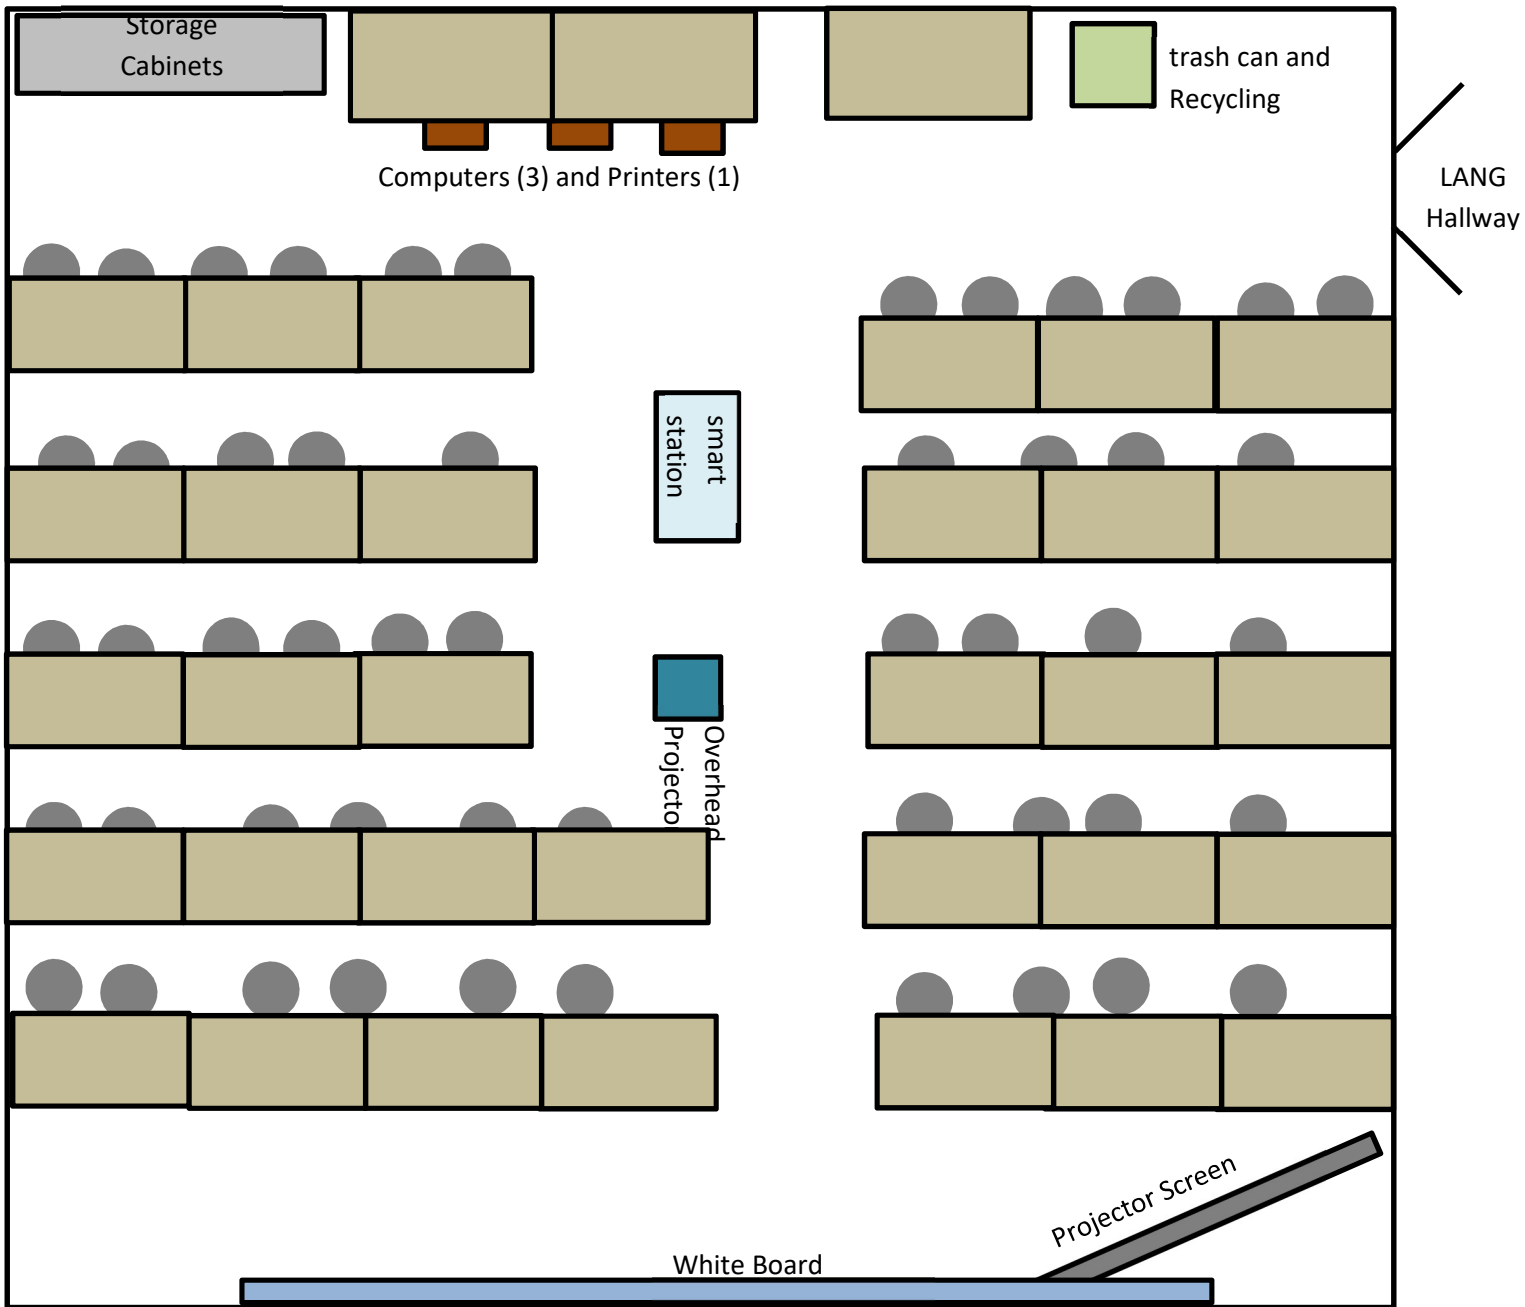 Storage
Cabinets
trash can and
Recycling
Computers (3) and Printers (1)
LANG
Hallway
smart
station
Overhead
Projector
Projector Screen
White Board